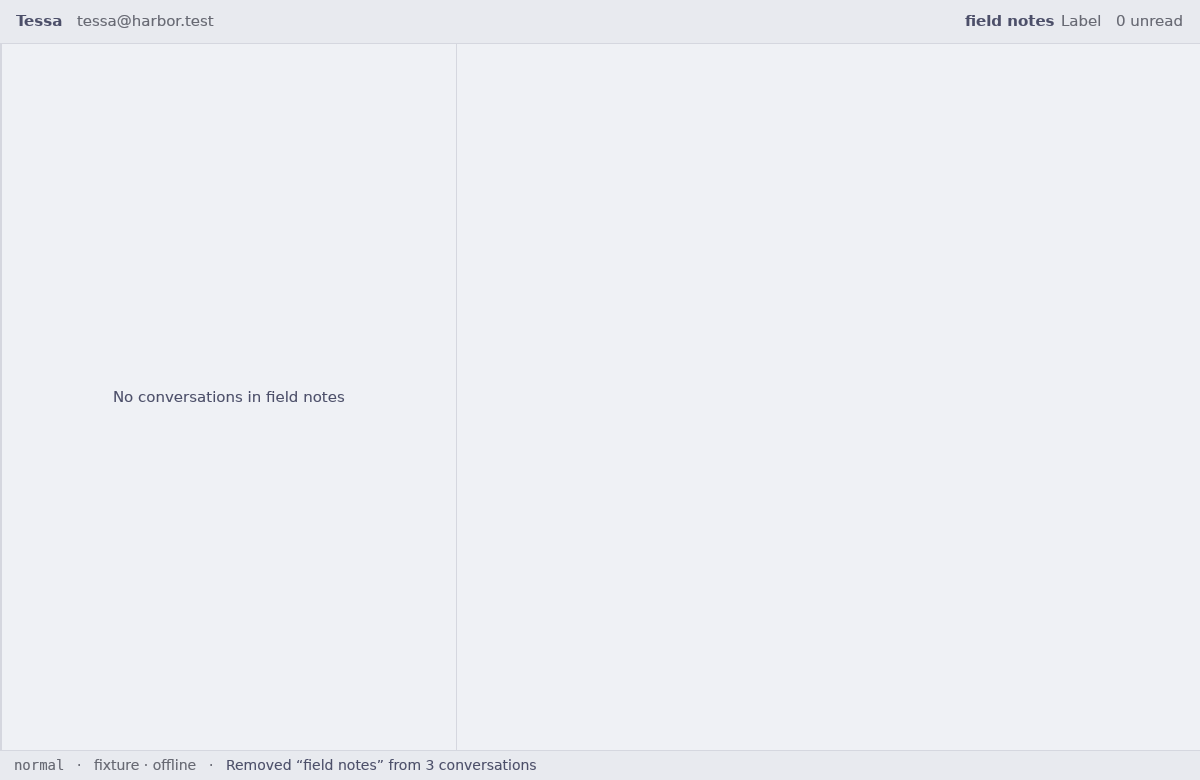 Tessa tessa@harbor.test field notes Label 0 unread
No conversations in field notes
normal · fixture · offline · Removed “field notes” from 3 conversations